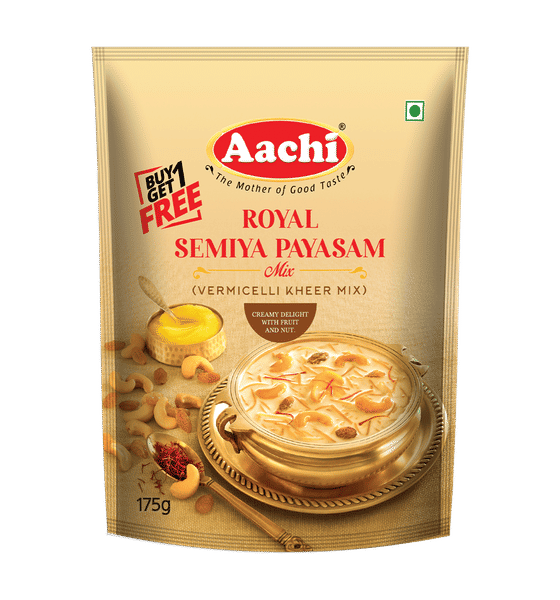 Aachi®
The Mother of Good Taste
BUY 1
GET
FREE
ROYAL
SEMIYA PAYASAM
Mix
(VERMICELLI KHEER MIX)
CREAMY DELIGHT
WITH FRUIT
AND NUT.
175g